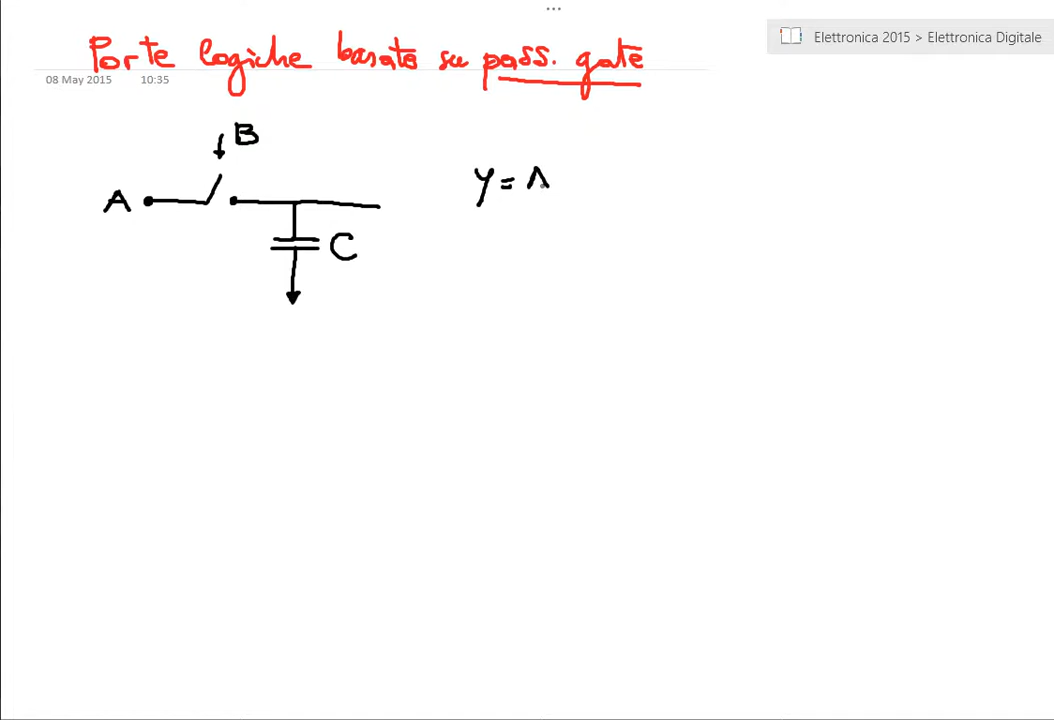 ...
Elettronica 2015 > Elettronica Digitale
Porte logiche basate su pass. gate
08 May 2015 10:35
B
A
C
Y = A